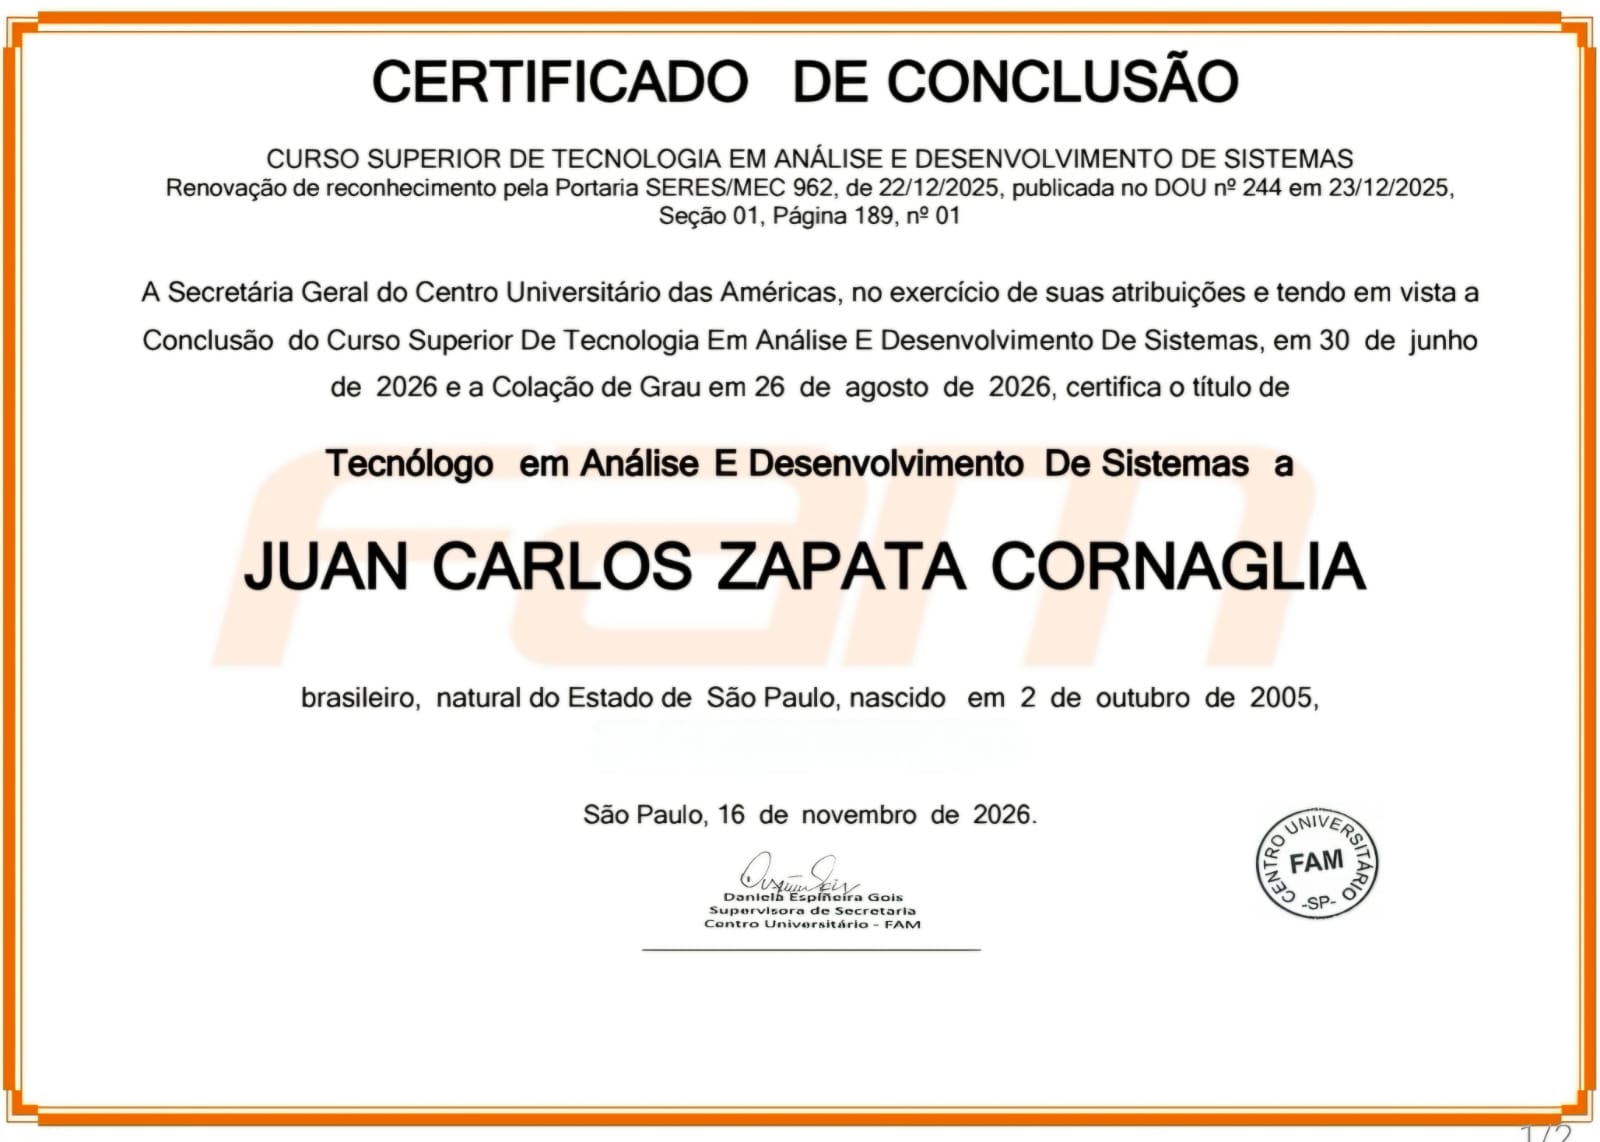 CERTIFICADO DE CONCLUSÃO
CURSO SUPERIOR DE TECNOLOGIA EM ANÁLISE E DESENVOLVIMENTO DE SISTEMAS
Renovação de reconhecimento pela Portaria SERES/MEC 962, de 22/12/2025, publicada no DOU nº 244 em 23/12/2025,
Seção 01, Página 189, nº 01
A Secretária Geral do Centro Universitário das Américas, no exercício de suas atribuições e tendo em vista a
Conclusão do Curso Superior De Tecnologia Em Análise E Desenvolvimento De Sistemas, em 30 de junho
de 2026 e a Colação de Grau em 26 de agosto de 2026, certifica o título de
fam
Tecnólogo em Análise E Desenvolvimento De Sistemas a
JUAN CARLOS ZAPATA CORNAGLIA
brasileiro, natural do Estado de São Paulo, nascido em 2 de outubro de 2005,
São Paulo, 16 de novembro de 2026.
Daniela Espineira Gois
Supervisora de Secretaria
Centro Universitário - FAM
CENTRO UNIVERSITÁRIO
FAM
-SP-
1/2